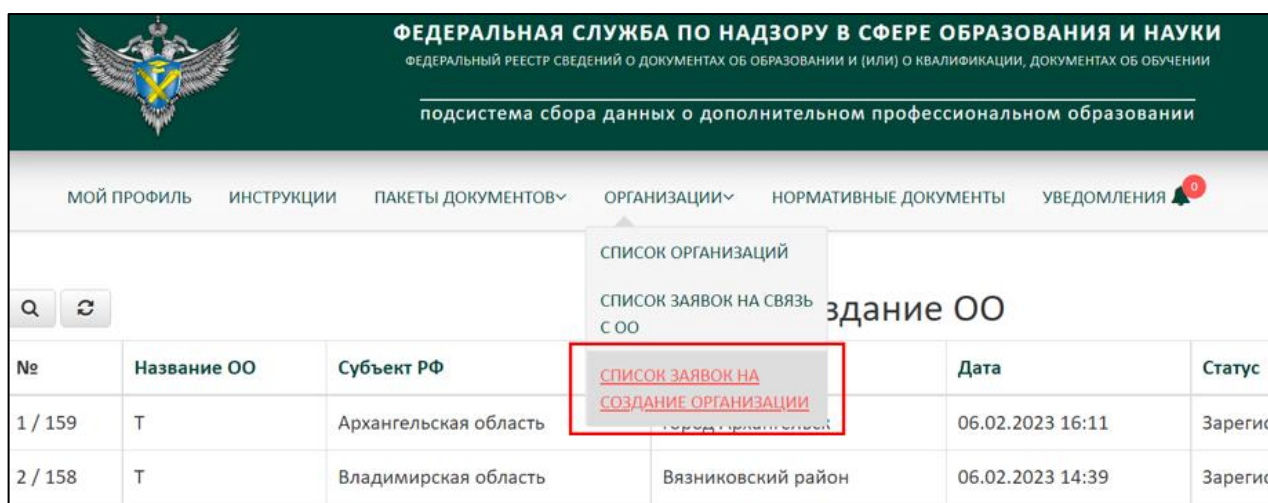 ФЕДЕРАЛЬНАЯ СЛУЖБА ПО НАДЗОРУ В СФЕРЕ ОБРАЗОВАНИЯ И НАУКИ
ФЕДЕРАЛЬНЫЙ РЕЕСТР СВЕДЕНИЙ О ДОКУМЕНТАХ ОБ ОБРАЗОВАНИИ И (ИЛИ) О КВАЛИФИКАЦИИ, ДОКУМЕНТАХ ОБ ОБУЧЕНИИ
подсистема сбора данных о дополнительном профессиональном образовании
МОЙ ПРОФИЛЬ ИНСТРУКЦИИ ПАКЕТЫ ДОКУМЕНТОВ ОРГАНИЗАЦИИ НОРМАТИВНЫЕ ДОКУМЕНТЫ УВЕДОМЛЕНИЯ 0
СПИСОК ОРГАНИЗАЦИЙ
СПИСОК ЗАЯВОК НА СВЯЗЬ
С ОО
здание ОО
СПИСОК ЗАЯВОК НА
СОЗДАНИЕ ОРГАНИЗАЦИИ
№ Название ОО Субъект РФ Дата Статус
1 / 159 Т Архангельская область 06.02.2023 16:11 Зареги
2 / 158 Т Владимирская область Вязниковский район 06.02.2023 14:39 Зареги